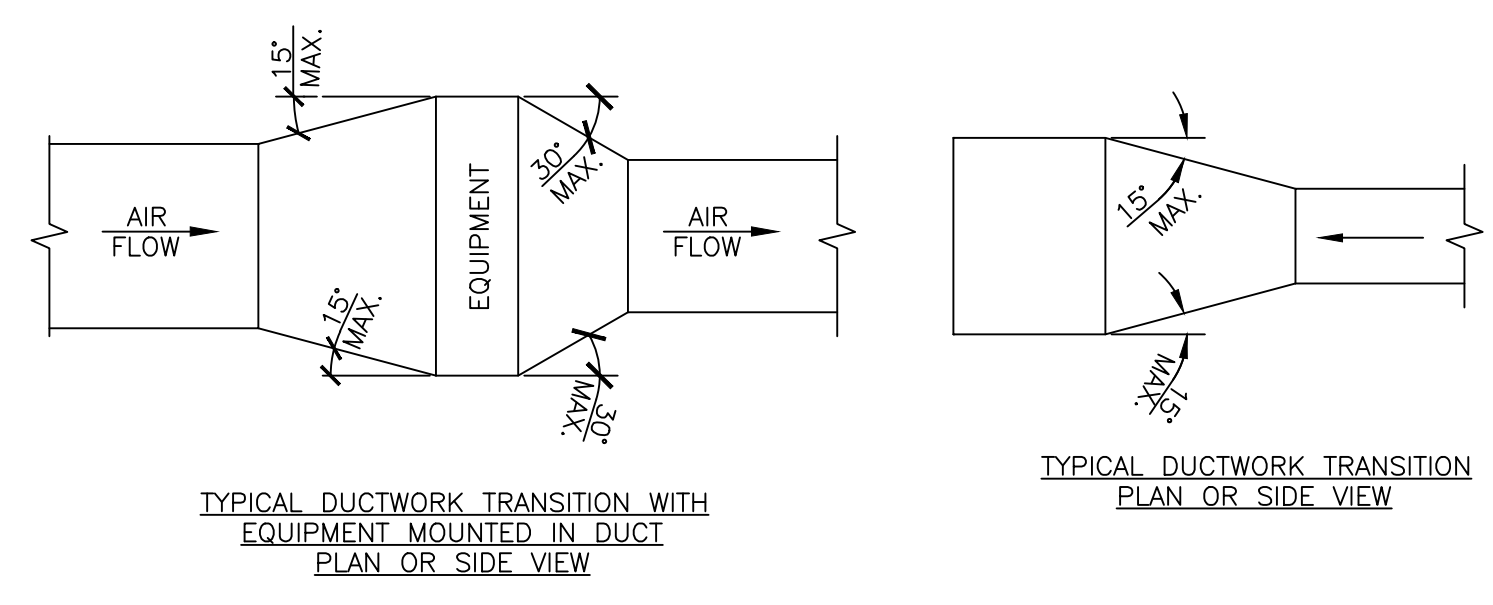 15°
MAX.
30°
MAX.
AIR
FLOW
EQUIPMENT
AIR
FLOW
15°
MAX.
30°
MAX.
TYPICAL DUCTWORK TRANSITION WITH
EQUIPMENT MOUNTED IN DUCT
PLAN OR SIDE VIEW
15°
MAX.
15°
MAX.
TYPICAL DUCTWORK TRANSITION
PLAN OR SIDE VIEW